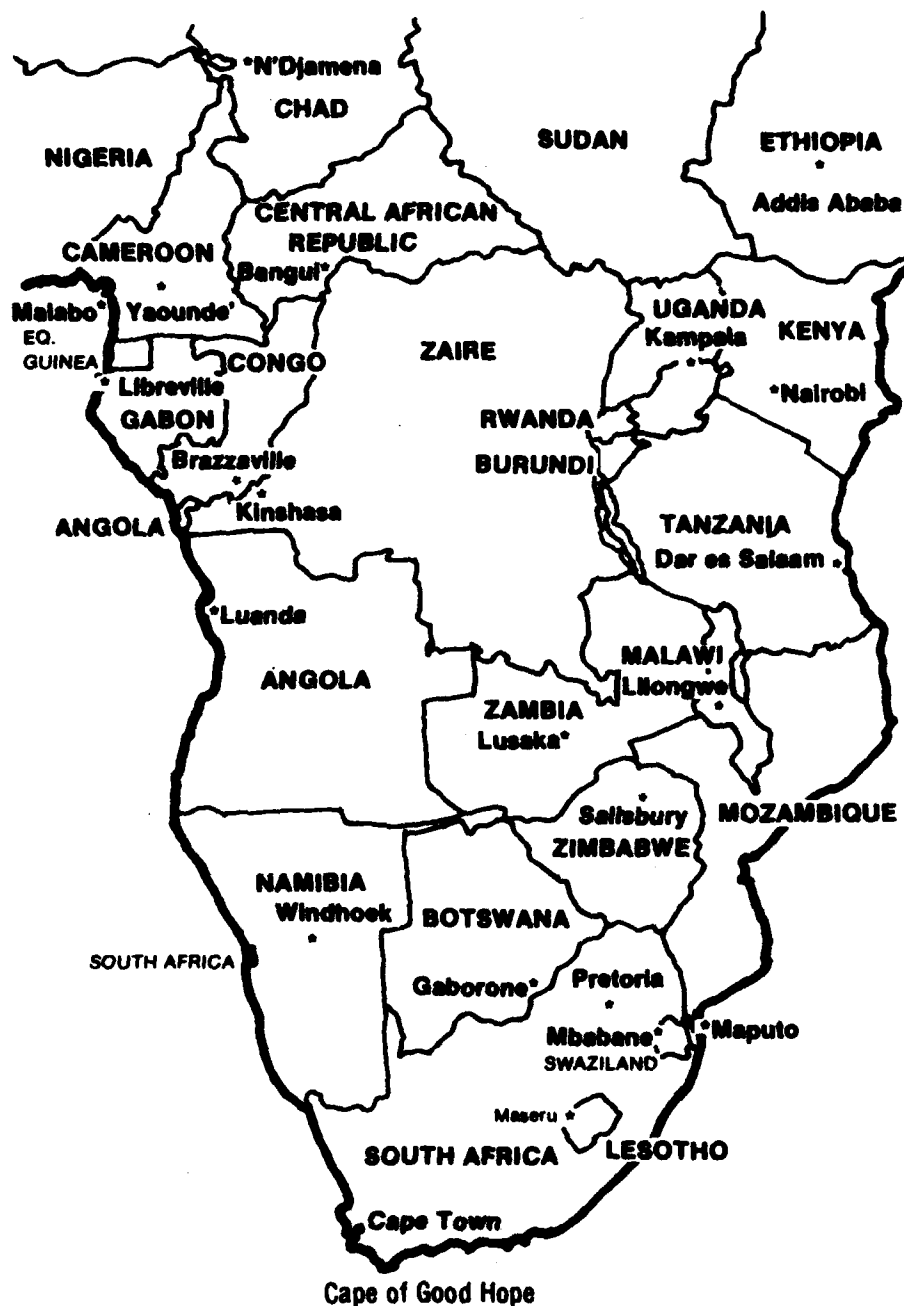 *N'Djamena
CHAD
NIGERIA
SUDAN
ETHIOPIA
*
Addis Ababa
CENTRAL AFRICAN
REPUBLIC
Bangui*
CAMEROON
*
Malabo*
Yaounde'
EQ.
GUINEA
*
UGANDA
Kampala
**
KENYA
*Nairobi
ZAIRE
CONGO
Libreville
GABON
RWANDA
BURUNDI
Brazzaville
*
*
Kinshasa
ANGOLA
TANZANIA
Dar es Salaam *
*Luanda
ANGOLA
MALAWI
Lilongwe
*
ZAMBIA
Lusaka*
*
Salisbury
ZIMBABWE
MOZAMBIQUE
NAMIBIA
Windhoek
*
BOTSWANA
SOUTH AFRICA
Gaborone*
Pretoria
*
Mbabane*
SWAZILAND
*Maputo
Maseru *
LESOTHO
SOUTH AFRICA
Cape Town
Cape of Good Hope